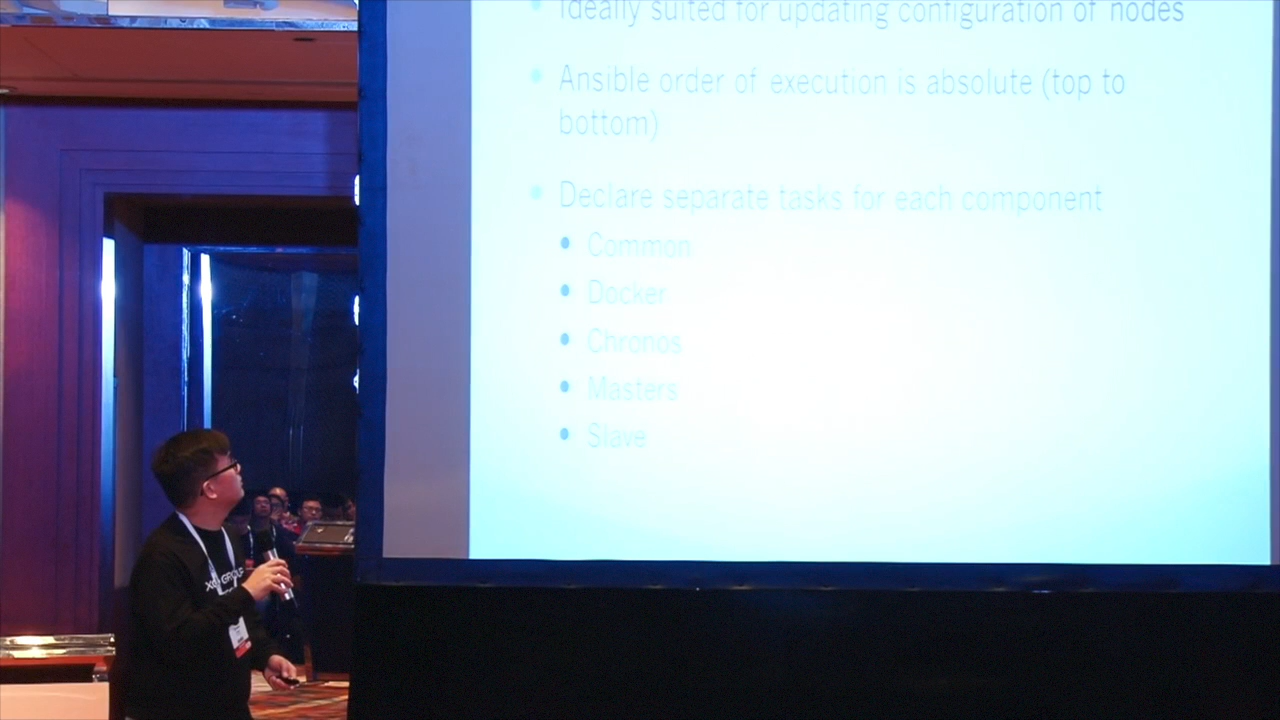 Ideally suited for updating configuration of nodes
Ansible order of execution is absolute (top to
bottom)
Declare separate tasks for each component
Common
Docker
Chronos
Masters
Slave